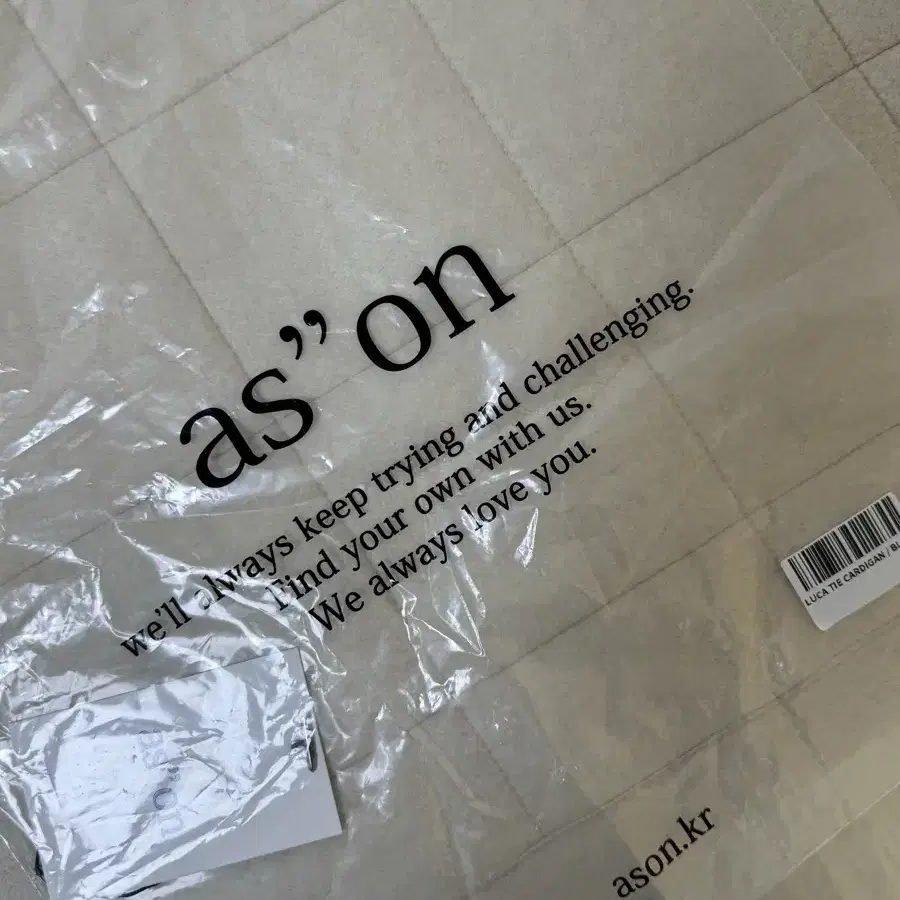 as”on
we'll always keep trying and challenging.
Find your own with us.
We always love you.
LUCA TIE CARDIGAN / BL
ason.kr